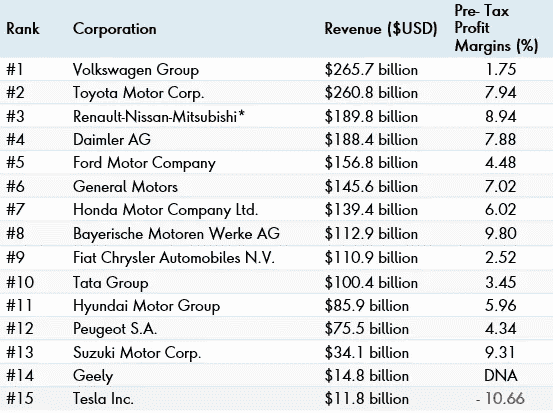 Rank Corporation Revenue ($USD) Pre- Tax Profit Margins (%)
#1 Volkswagen Group $265.7 billion 1.75
#2 Toyota Motor Corp. $260.8 billion 7.94
#3 Renault-Nissan-Mitsubishi* $189.8 billion 8.94
#4 Daimler AG $188.4 billion 7.88
#5 Ford Motor Company $156.8 billion 4.48
#6 General Motors $145.6 billion 7.02
#7 Honda Motor Company Ltd. $139.4 billion 6.02
#8 Bayerische Motoren Werke AG $112.9 billion 9.80
#9 Fiat Chrysler Automobiles N.V. $110.9 billion 2.52
#10 Tata Group $100.4 billion 3.45
#11 Hyundai Motor Group $85.9 billion 5.96
#12 Peugeot S.A. $75.5 billion 4.34
#13 Suzuki Motor Corp. $34.1 billion 9.31
#14 Geely $14.8 billion DNA
#15 Tesla Inc. $11.8 billion - 10.66